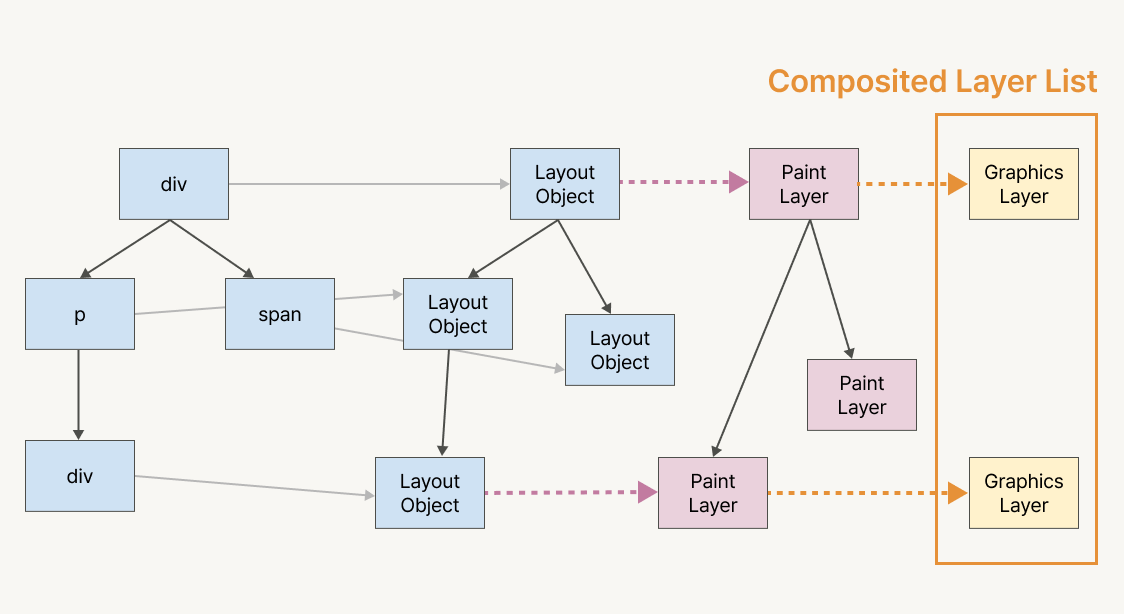 Composited Layer List
div
Layout
Object
Paint
Layer
Graphics
Layer
p
span
Layout
Object
Layout
Object
Paint
Layer
div
Layout
Object
Paint
Layer
Graphics
Layer